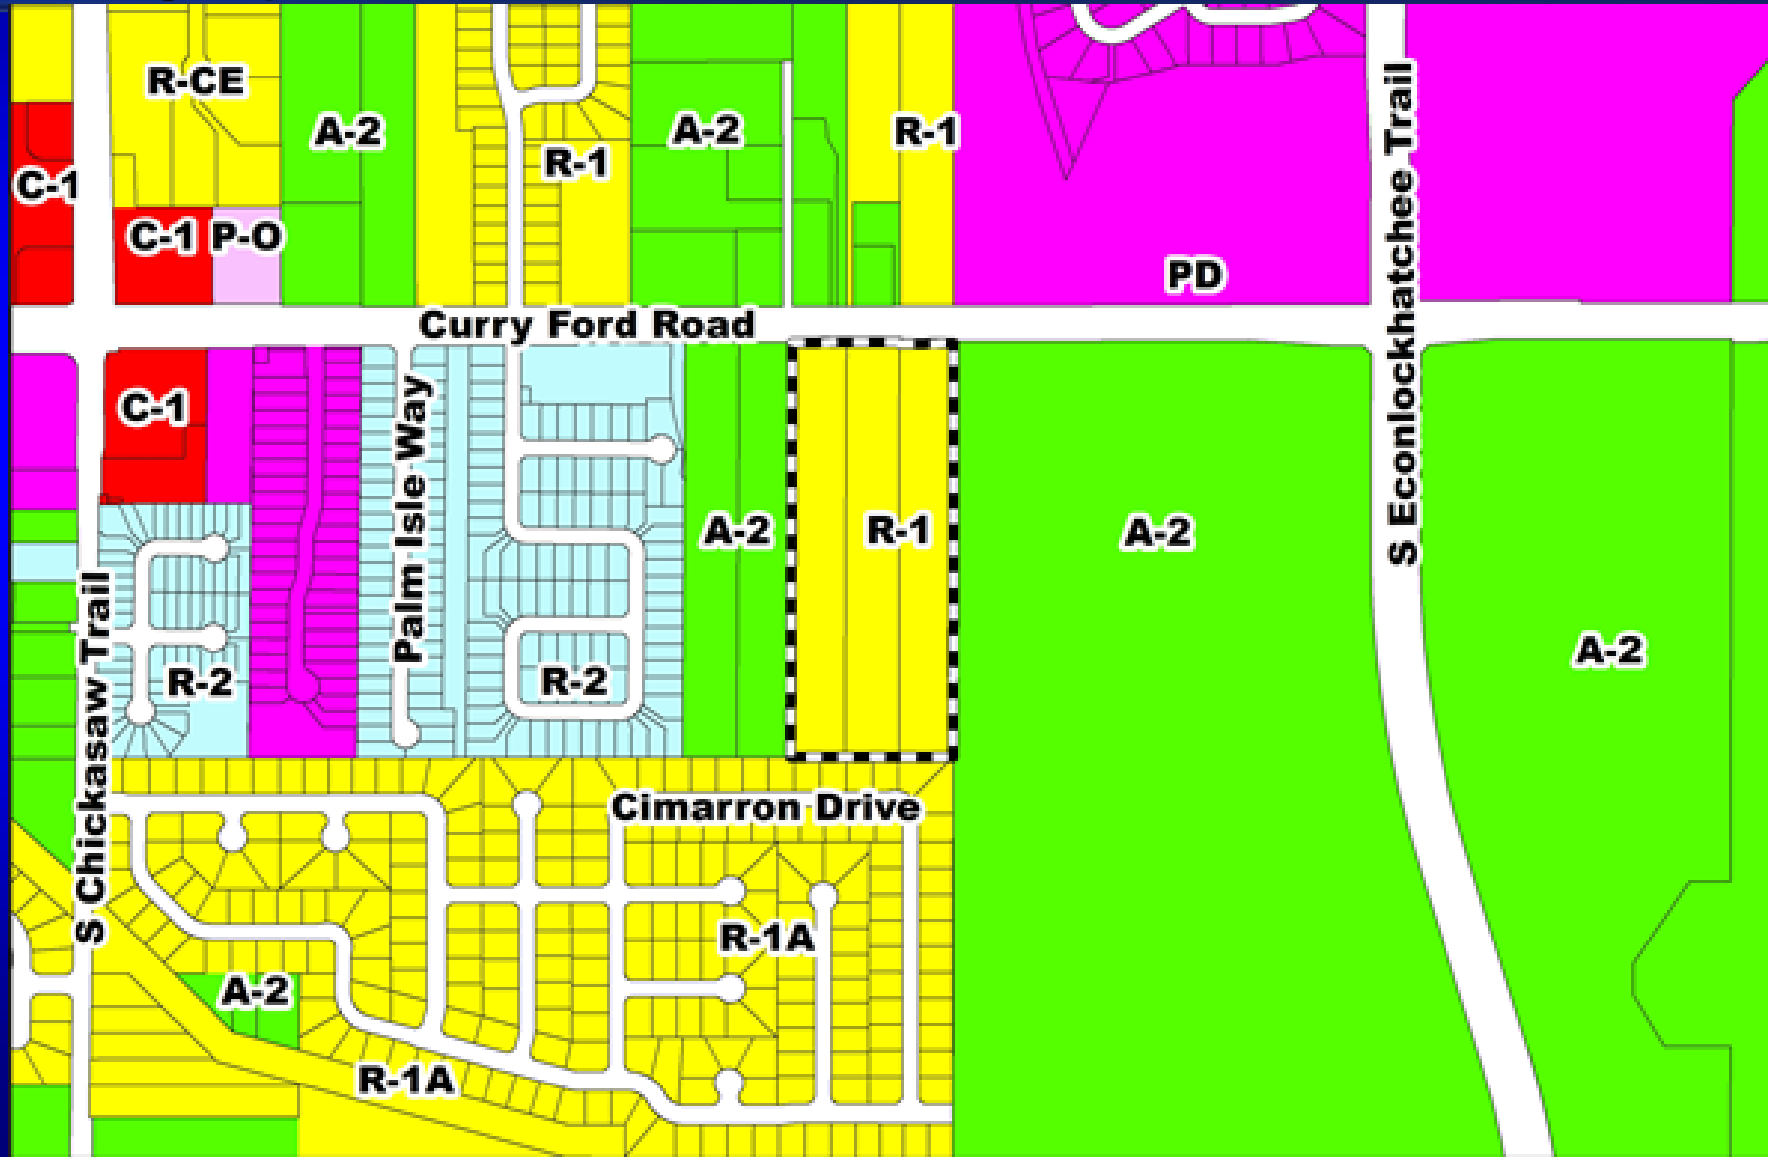 R-CE
A-2
A-2
R-1
R-1
C-1
C-1 P-O
PD
S Econlockhatchee Trail
Curry Ford Road
C-1
Palm Isle Way
A-2
R-1
A-2
A-2
R-2
R-2
S Chickasaw Trail
Cimarron Drive
R-1A
A-2
R-1A